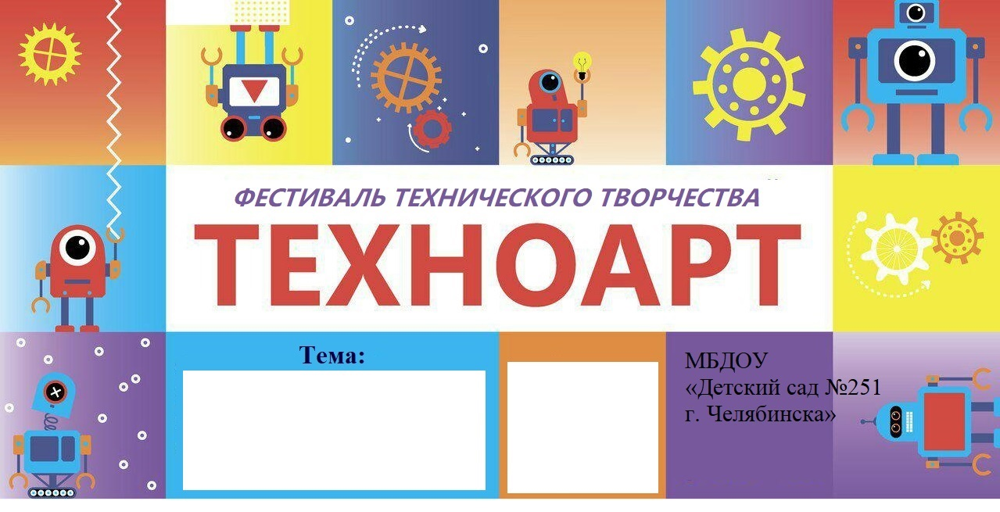 ФЕСТИВАЛЬ ТЕХНИЧЕСКОГО ТВОРЧЕСТВА
ТЕХНОАРТ
Тема:
МБДОУ
«Детский сад №251
г. Челябинска»